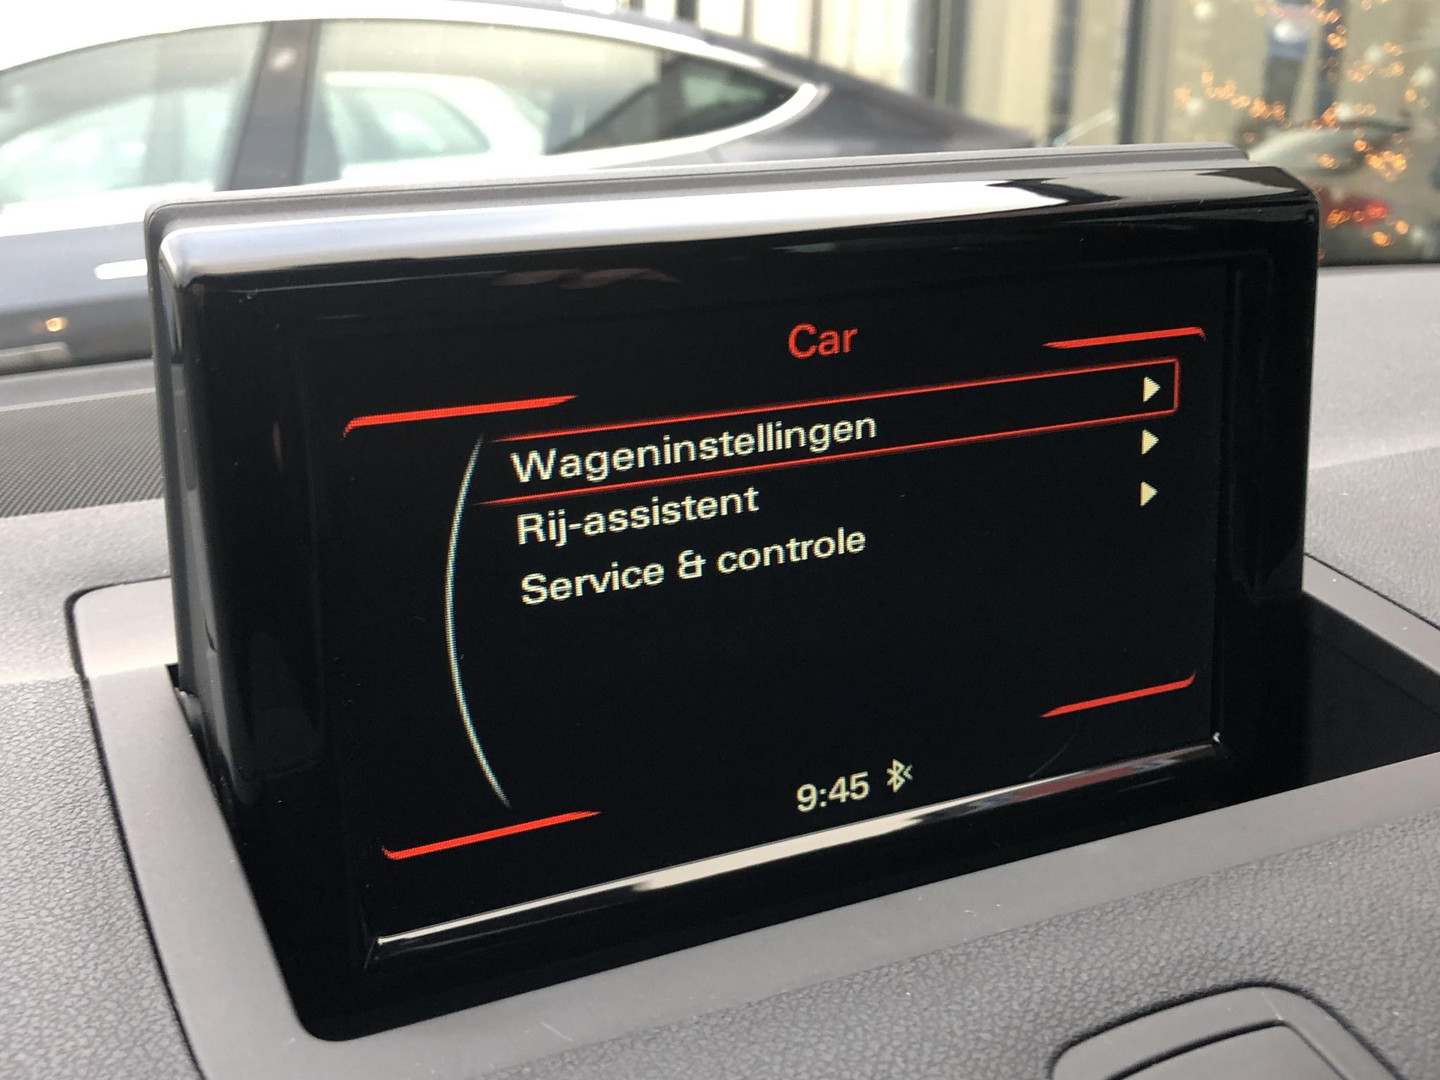 Car
Wageninstellingen
Rij-assistent
Service & controle
9:45